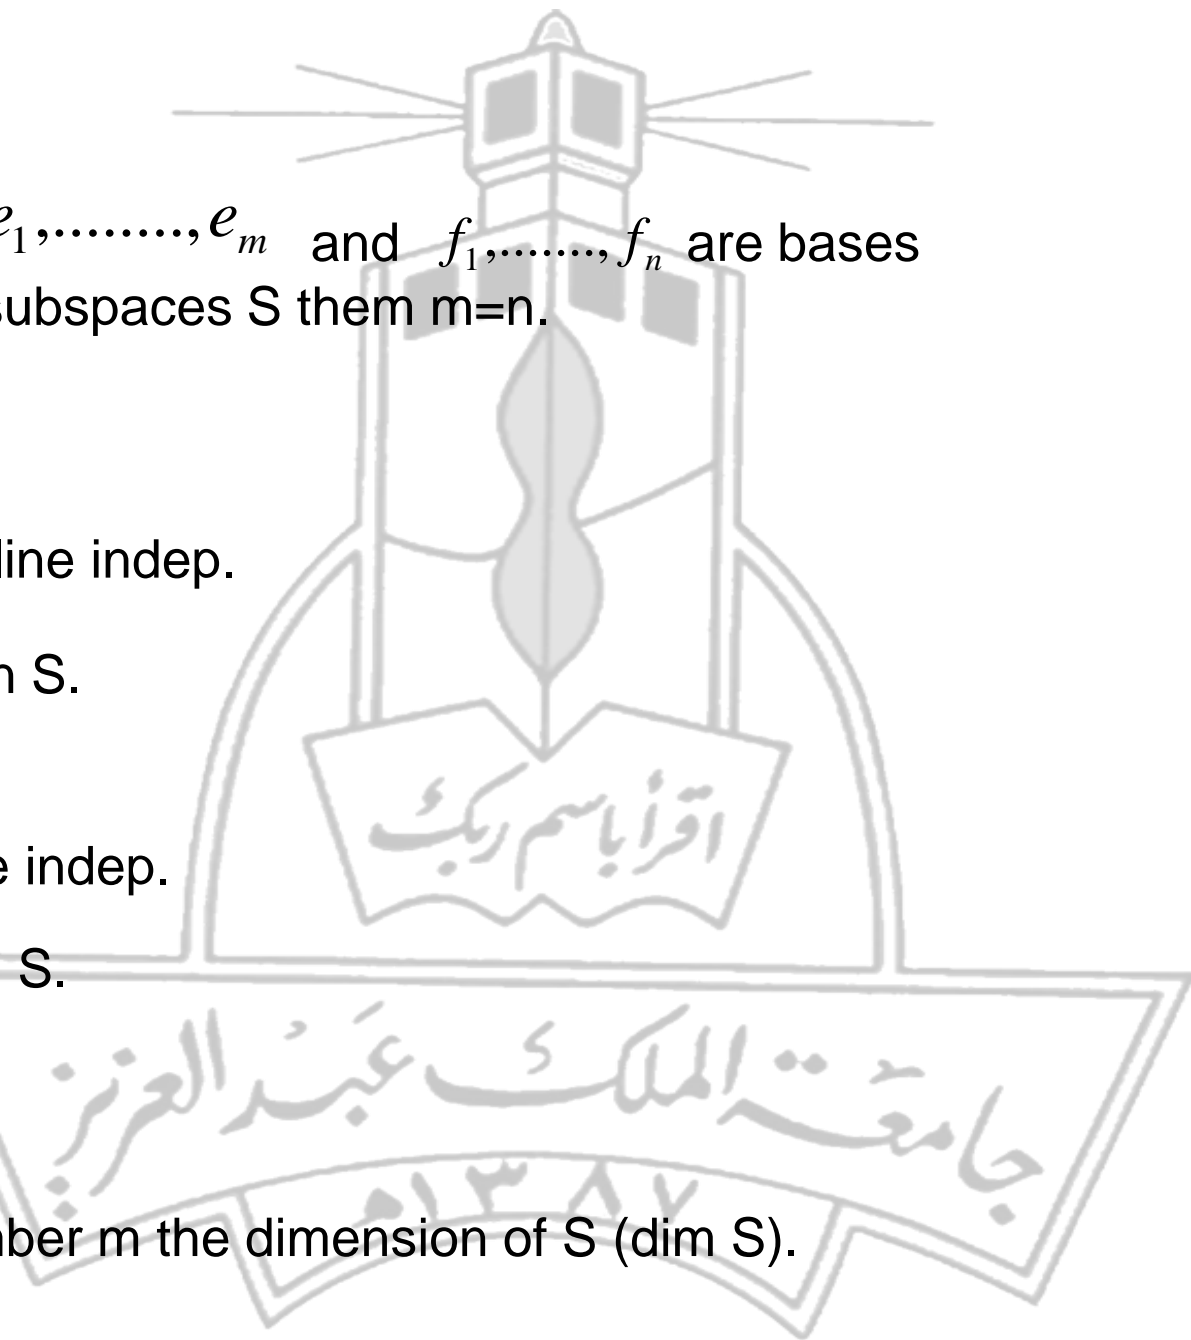 e₁,........,eₘ and f₁,.......,fₙ are bases
subspaces S them m=n.
line indep.
S.
indep.
S.
m the dimension of S (dim S).
اقرأ باسم ربك
جامعة الملك عبد العزيز
١٣٨٧ه